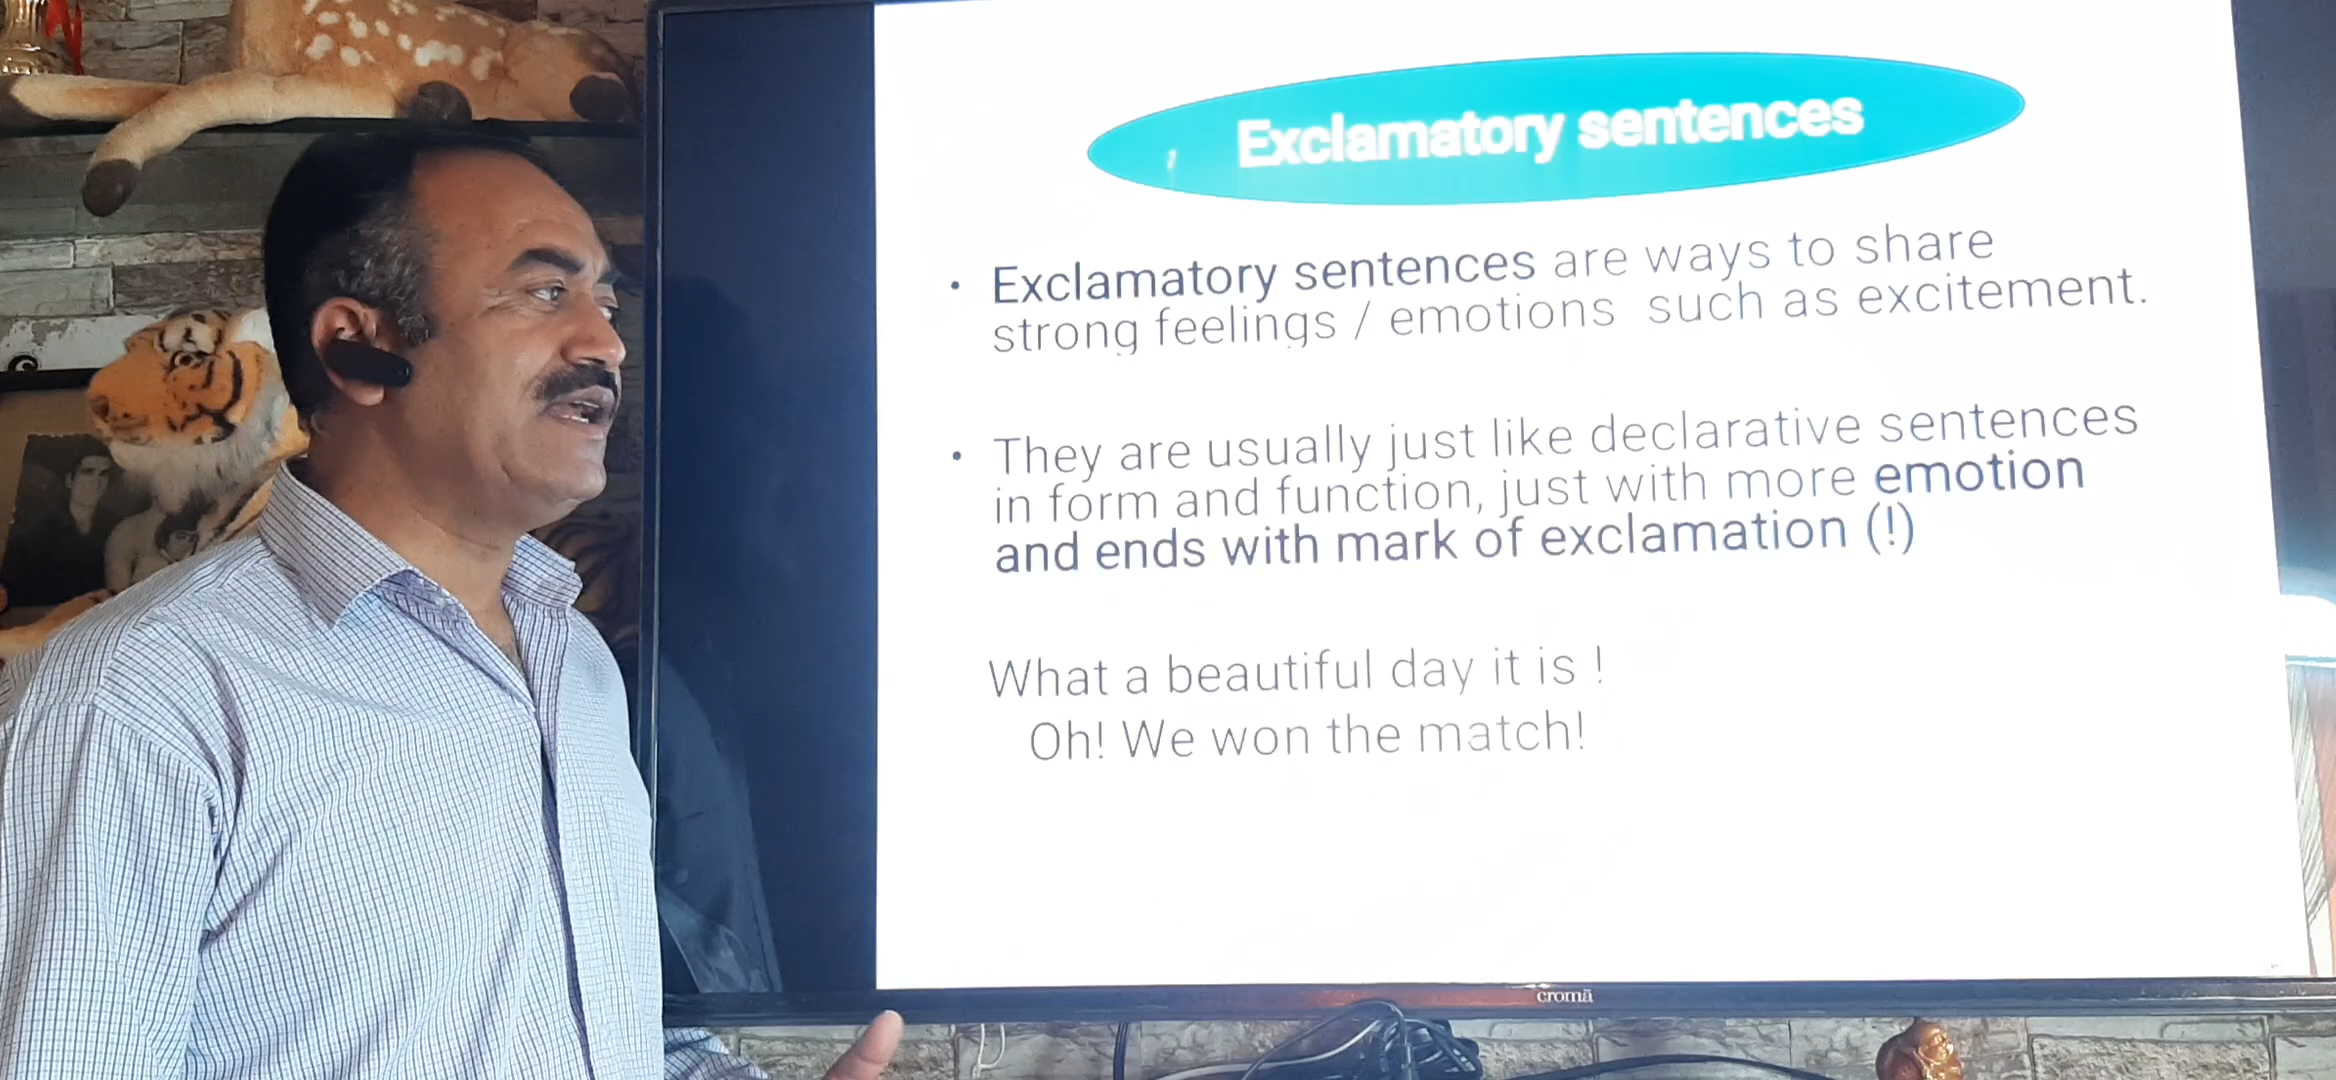 Exclamatory sentences
• Exclamatory sentences are ways to share
strong feelings / emotions such as excitement.
• They are usually just like declarative sentences
in form and function, just with more emotion
and ends with mark of exclamation (!)
What a beautiful day it is !
Oh! We won the match!
cromā